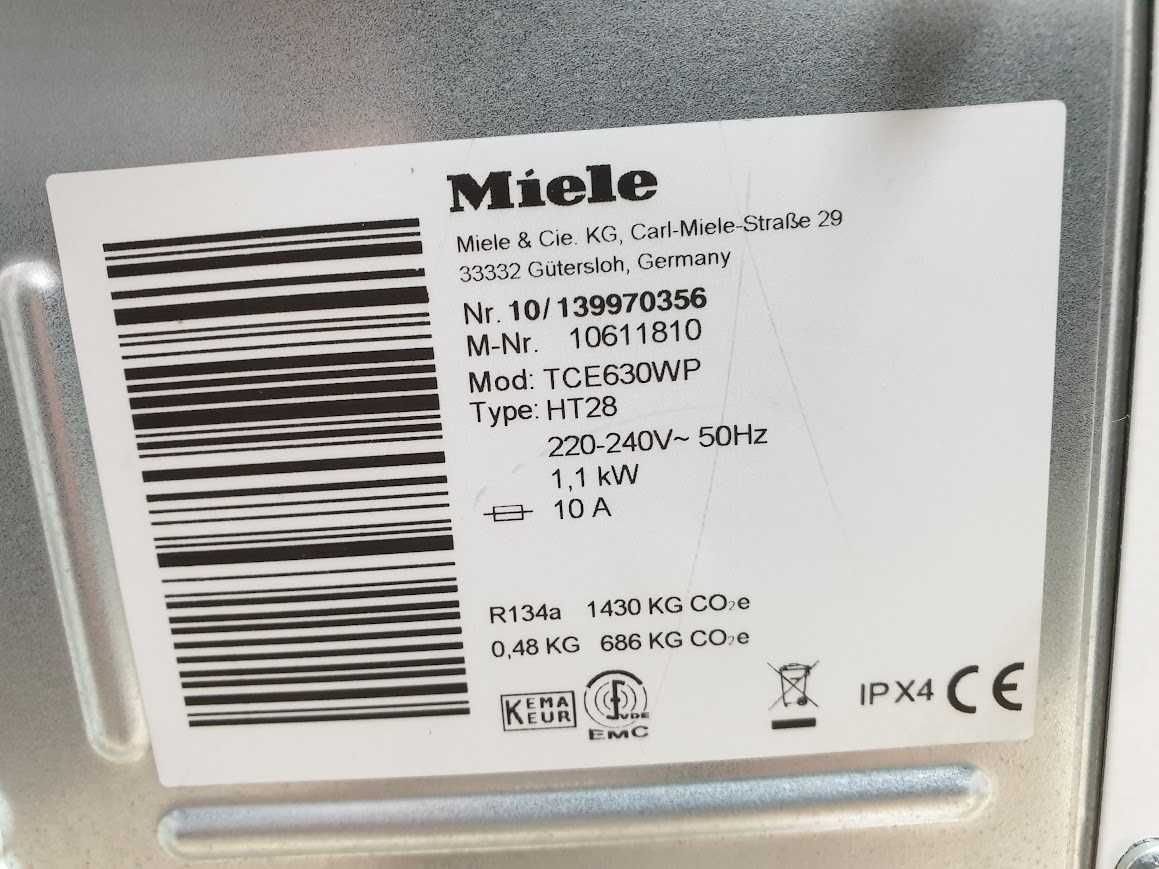 Miele
Miele & Cie. KG, Carl-Miele-Straße 29
33332 Gütersloh, Germany
Nr. 10/139970356
M-Nr. 10611810
Mod: TCE630WP
Type: HT28
220-240V~ 50Hz
1,1 kW
10 A
R134a 1430 KG CO₂e
0,48 KG 686 KG CO₂e
KEMA EUR
VDE
EMC
IPX4 CE